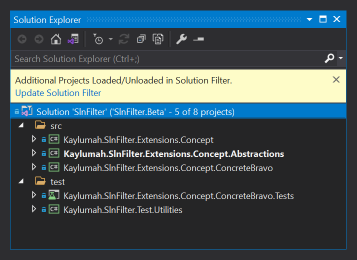 Solution Explorer
Search Solution Explorer (Ctrl+;)
Additional Projects Loaded/Unloaded in Solution Filter.
Update Solution Filter
Solution 'SlnFilter' ('SlnFilter.Beta' - 5 of 8 projects)
src
Kaylumah.SlnFilter.Extensions.Concept
Kaylumah.SlnFilter.Extensions.Concept.Abstractions
Kaylumah.SlnFilter.Extensions.Concept.ConcreteBravo
test
Kaylumah.SlnFilter.Extensions.Concept.ConcreteBravo.Tests
Kaylumah.SlnFilter.Test.Utilities